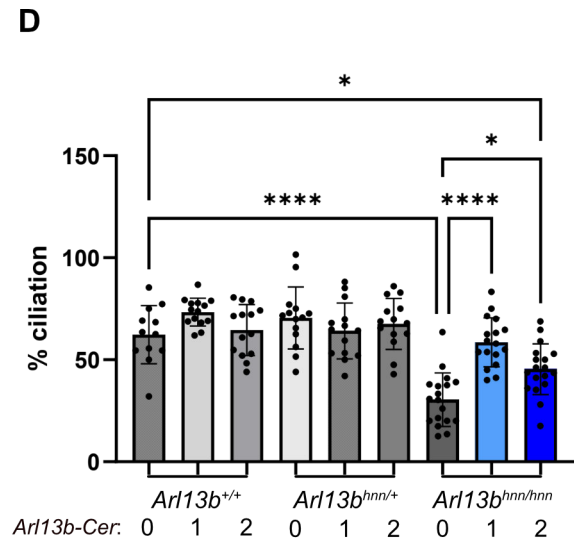 D
*
*
**** ****
150
100
50
0
% ciliation
Arl13b+/+ Arl13bhnn/+ Arl13bhnn/hnn
Arl13b-Cer: 0 1 2 0 1 2 0 1 2